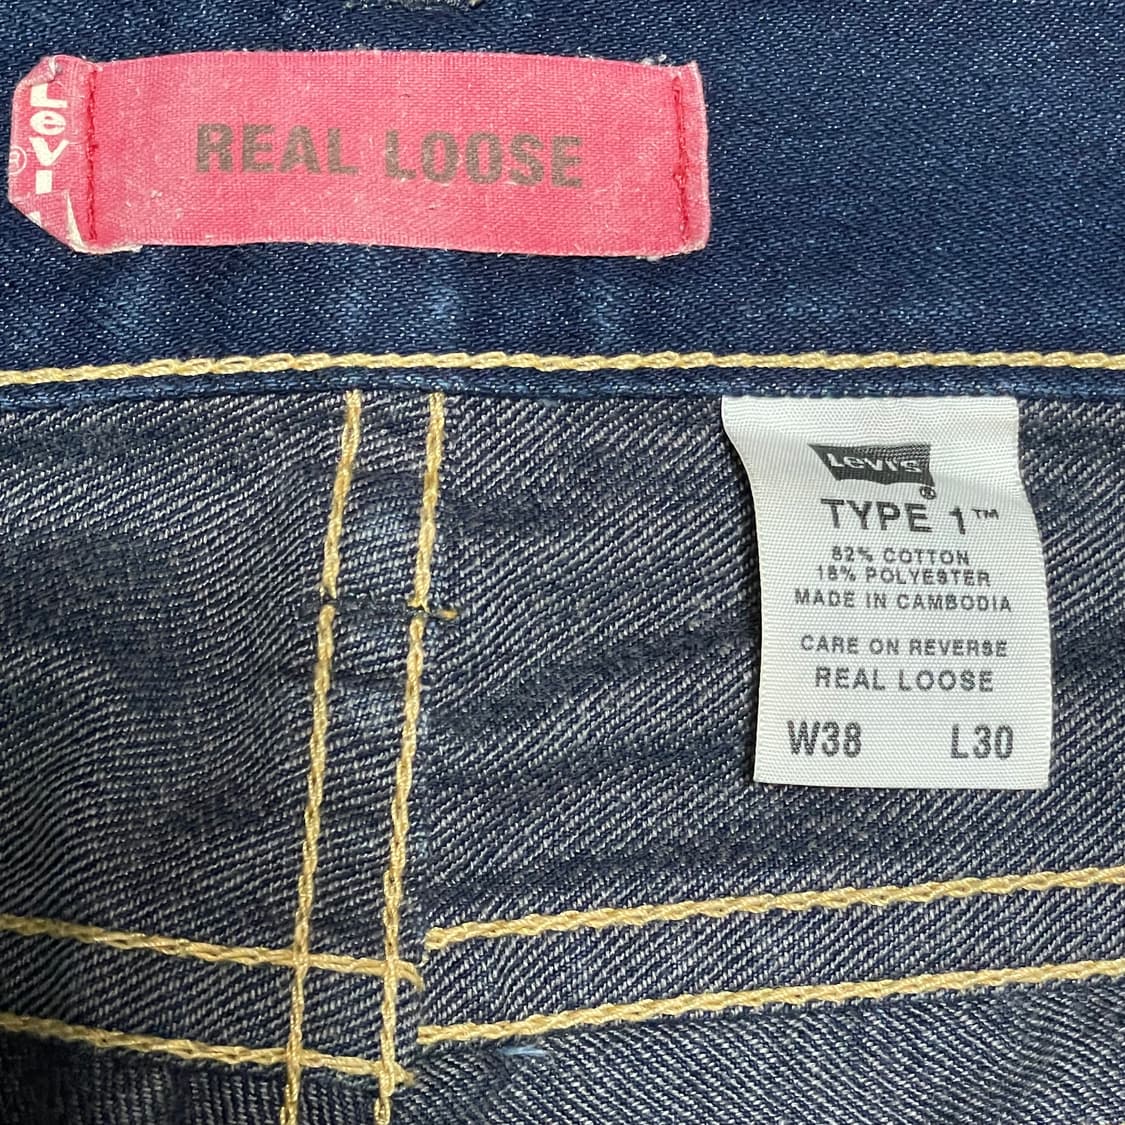 Levi
®
REAL LOOSE
Levi's
®
TYPE 1™
82% COTTON
18% POLYESTER
MADE IN CAMBODIA
CARE ON REVERSE
REAL LOOSE
W38 L30